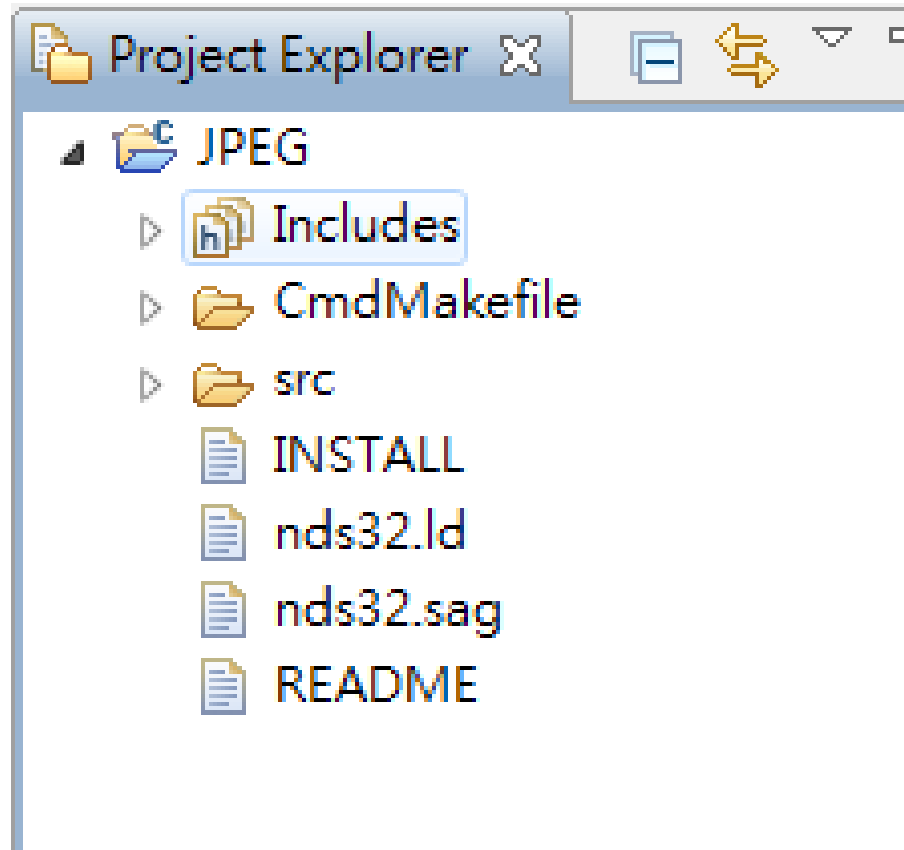 Project Explorer
JPEG
Includes
CmdMakefile
src
INSTALL
nds32.ld
nds32.sag
README